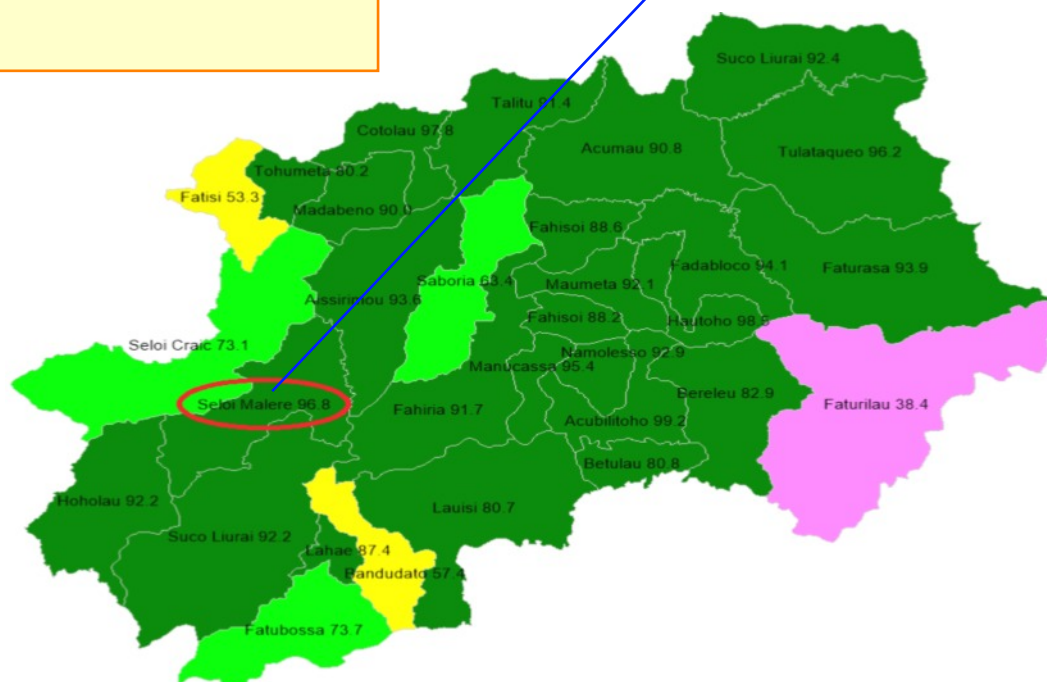 Suco Liurai 92.4
Talitu 91.4
Cotolau 97.8
Acumau 90.8
Tulataqueo 96.2
Tohumeta 80.2
Fatisi 53.3
Madabeno 90.0
Fahisoi 88.6
Fadabloco 94.1
Faturasa 93.9
Saboria 63.4
Maumeta 92.1
Aissirimou 93.6
Fahisoi 88.2
Hautoho 98.6
Seloi Craic 73.1
Namolesso 92.9
Manucassa 95.4
Bereleu 82.9
Seloi Malere 96.8
Fahiria 91.7
Faturilau 38.4
Acubilitoho 99.2
Betulau 80.8
Hoholau 92.2
Lauisi 80.7
Suco Liurai 92.2
Lahae 87.4
Bandudato 57.4
Fatubossa 73.7